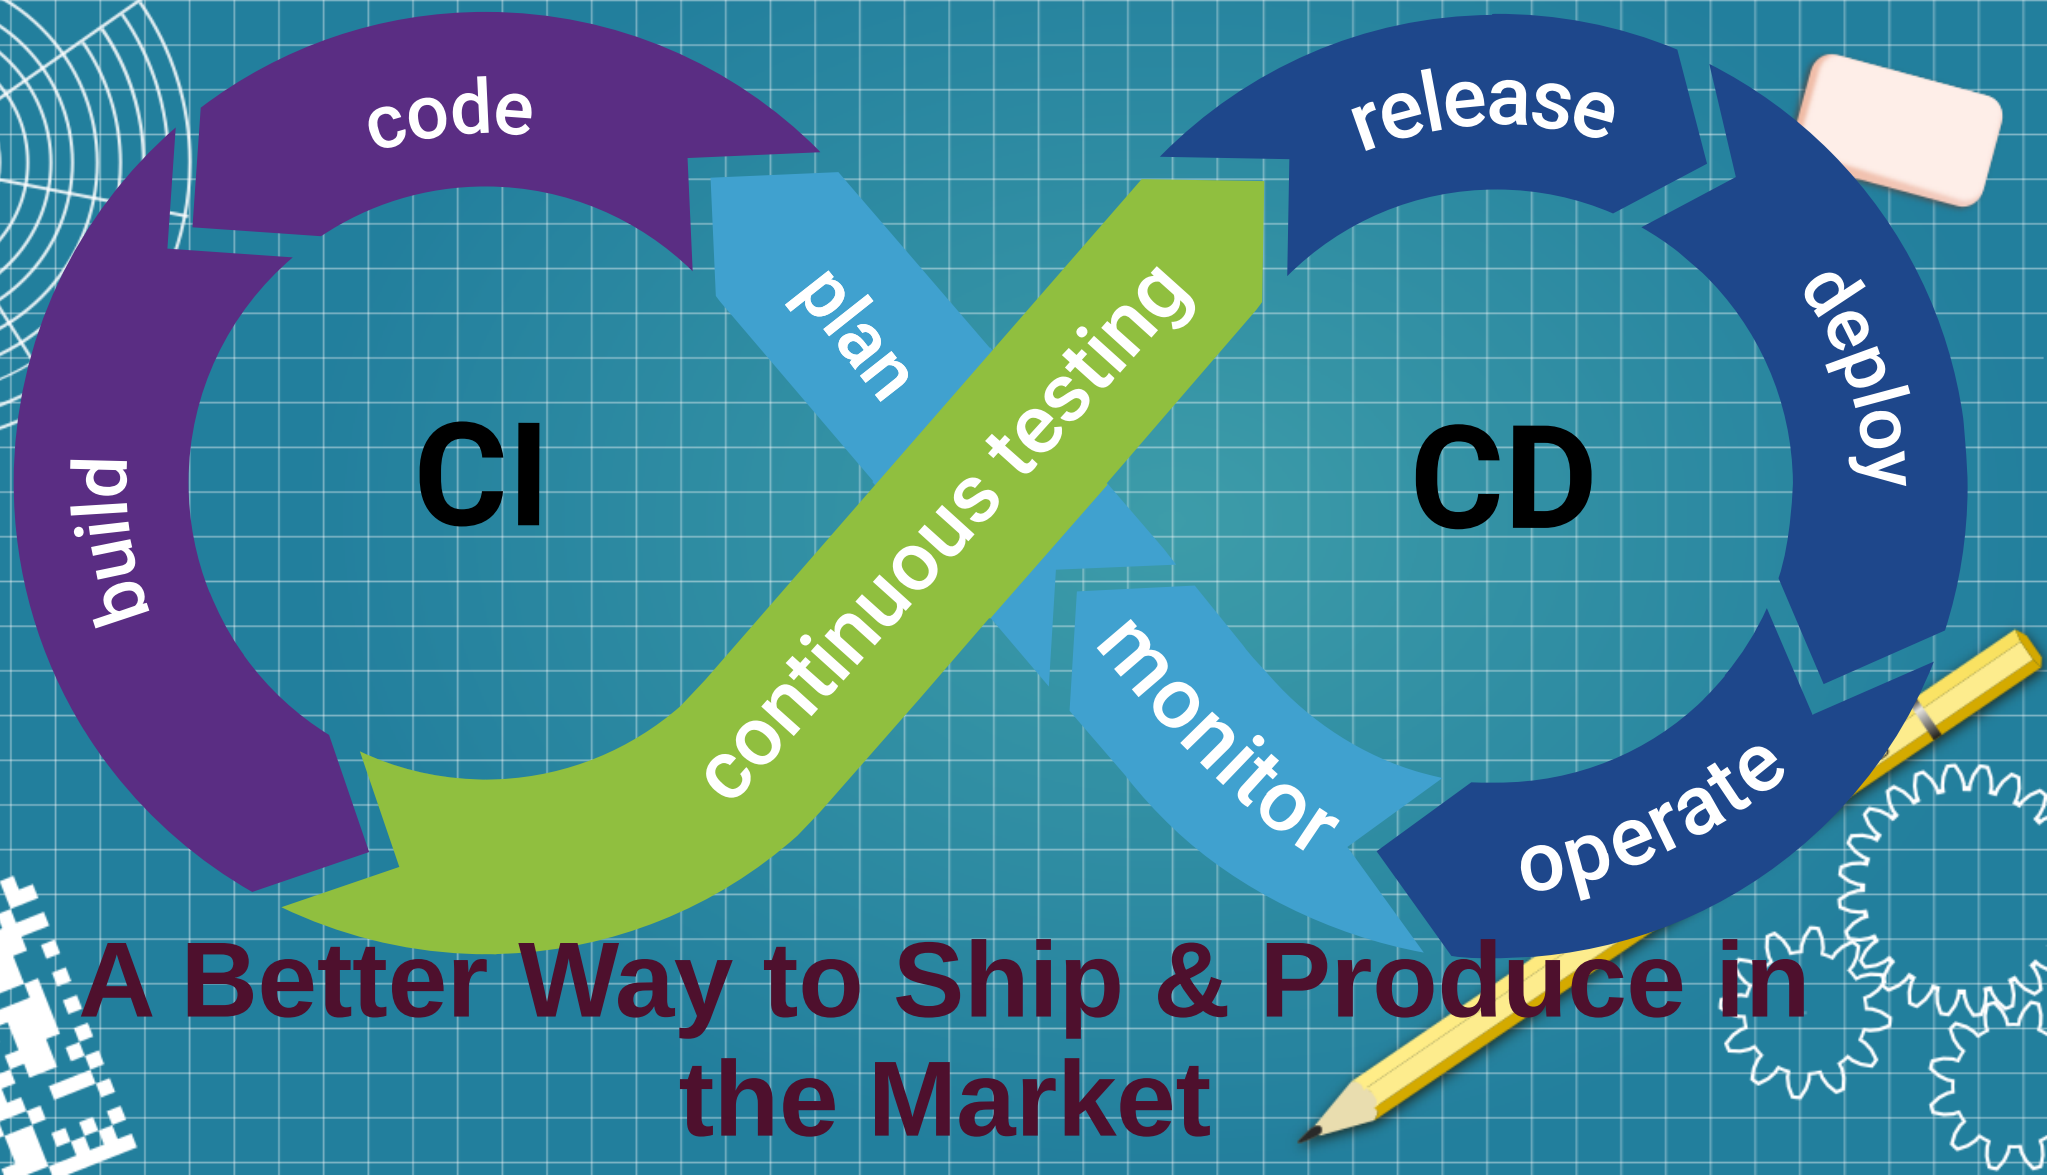 code
release
plan
deploy
continuous testing
CI
CD
build
monitor
operate
A Better Way to Ship & Produce in
the Market